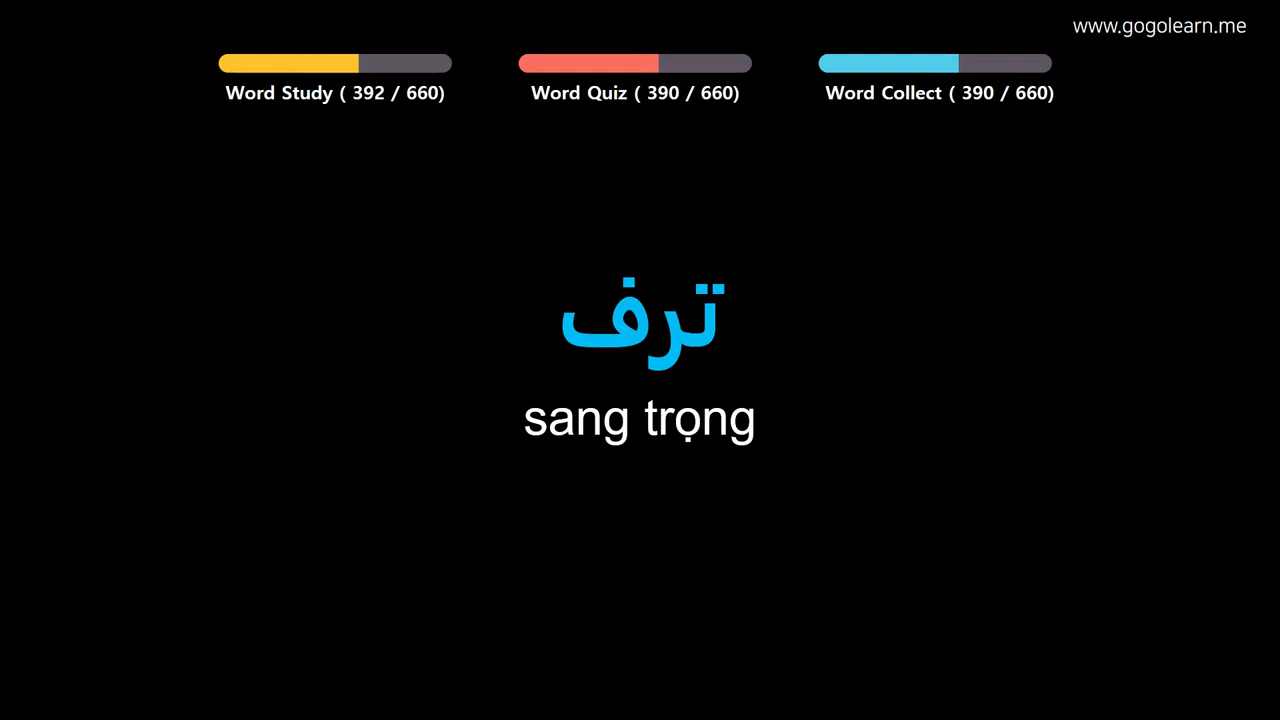 www.gogolearn.me
Word Study ( 392 / 660)
Word Quiz ( 390 / 660)
Word Collect ( 390 / 660)
ترف
sang trọng